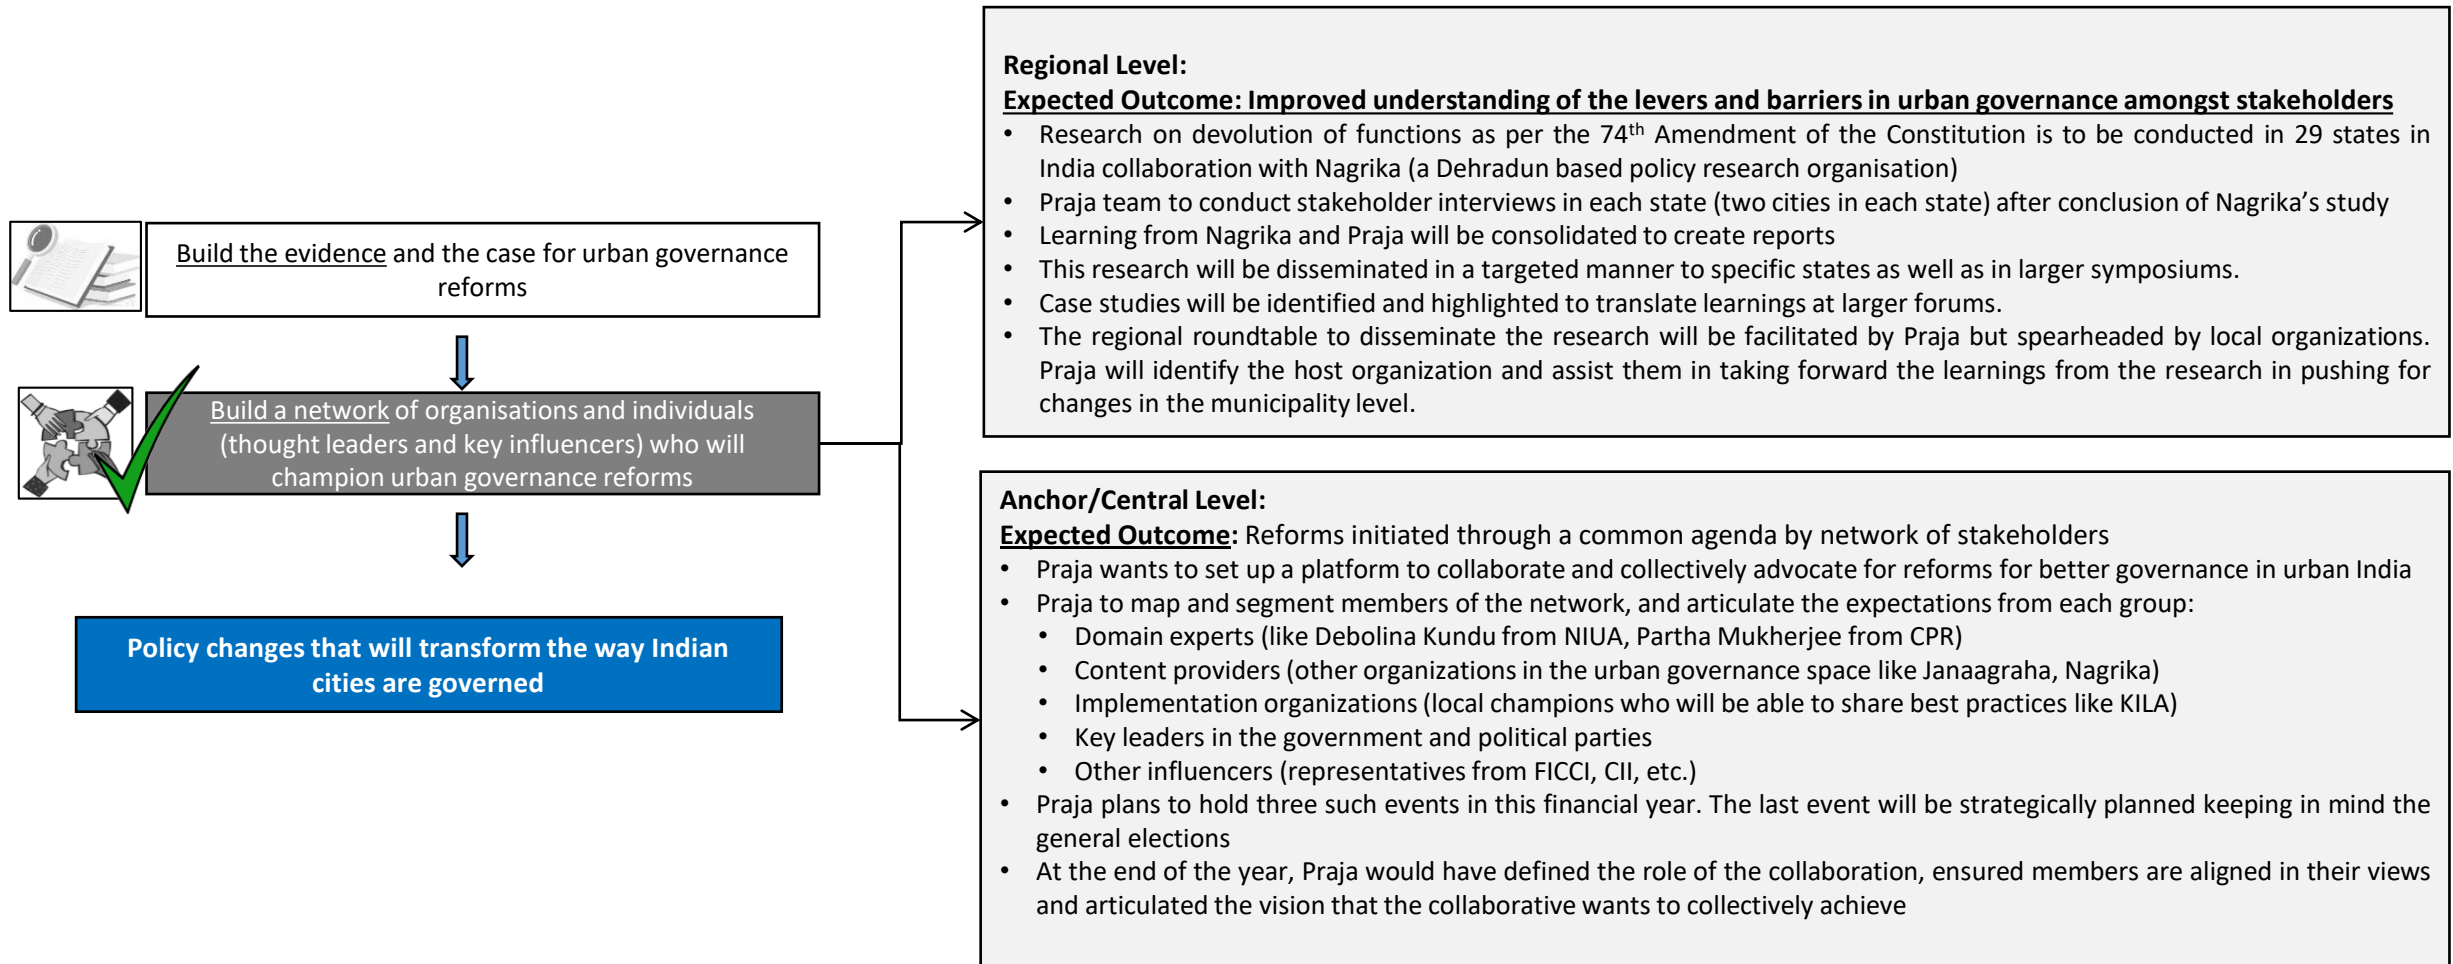 Build the evidence and the case for urban governance
reforms
Build a network of organisations and individuals
(thought leaders and key influencers) who will
champion urban governance reforms
Policy changes that will transform the way Indian
cities are governed
Regional Level:
Expected Outcome: Improved understanding of the levers and barriers in urban governance amongst stakeholders
• Research on devolution of functions as per the 74th Amendment of the Constitution is to be conducted in 29 states in
India collaboration with Nagrika (a Dehradun based policy research organisation)
• Praja team to conduct stakeholder interviews in each state (two cities in each state) after conclusion of Nagrika’s study
• Learning from Nagrika and Praja will be consolidated to create reports
• This research will be disseminated in a targeted manner to specific states as well as in larger symposiums.
• Case studies will be identified and highlighted to translate learnings at larger forums.
• The regional roundtable to disseminate the research will be facilitated by Praja but spearheaded by local organizations.
Praja will identify the host organization and assist them in taking forward the learnings from the research in pushing for
changes in the municipality level.
Anchor/Central Level:
Expected Outcome: Reforms initiated through a common agenda by network of stakeholders
• Praja wants to set up a platform to collaborate and collectively advocate for reforms for better governance in urban India
• Praja to map and segment members of the network, and articulate the expectations from each group:
• Domain experts (like Debolina Kundu from NIUA, Partha Mukherjee from CPR)
• Content providers (other organizations in the urban governance space like Janaagraha, Nagrika)
• Implementation organizations (local champions who will be able to share best practices like KILA)
• Key leaders in the government and political parties
• Other influencers (representatives from FICCI, CII, etc.)
• Praja plans to hold three such events in this financial year. The last event will be strategically planned keeping in mind the
general elections
• At the end of the year, Praja would have defined the role of the collaboration, ensured members are aligned in their views
and articulated the vision that the collaborative wants to collectively achieve